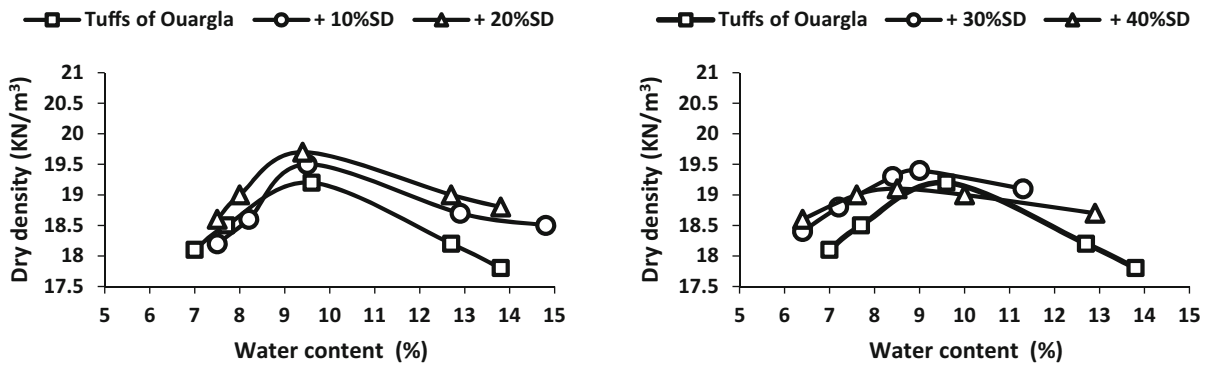 Tuffs of Ouargla + 10%SD + 20%SD
Dry density (KN/m³)
21
20.5
20
19.5
19
18.5
18
17.5
5 6 7 8 9 10 11 12 13 14 15
Water content (%)
Tuffs of Ouargla + 30%SD + 40%SD
Dry density (KN/m³)
21
20.5
20
19.5
19
18.5
18
17.5
5 6 7 8 9 10 11 12 13 14 15
Water content (%)